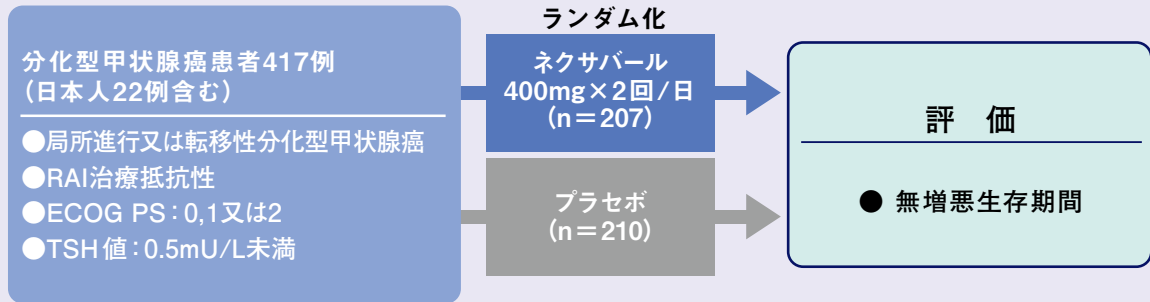 分化型甲状腺癌患者417例
(日本人22例含む)
●局所進行又は転移性分化型甲状腺癌
●RAI治療抵抗性
●ECOG PS：0,1又は2
●TSH値：0.5mU/L未満
ランダム化
ネクサバール
400mg×2回/日
(n＝207)
プラセボ
(n＝210)
評　価
● 無増悪生存期間